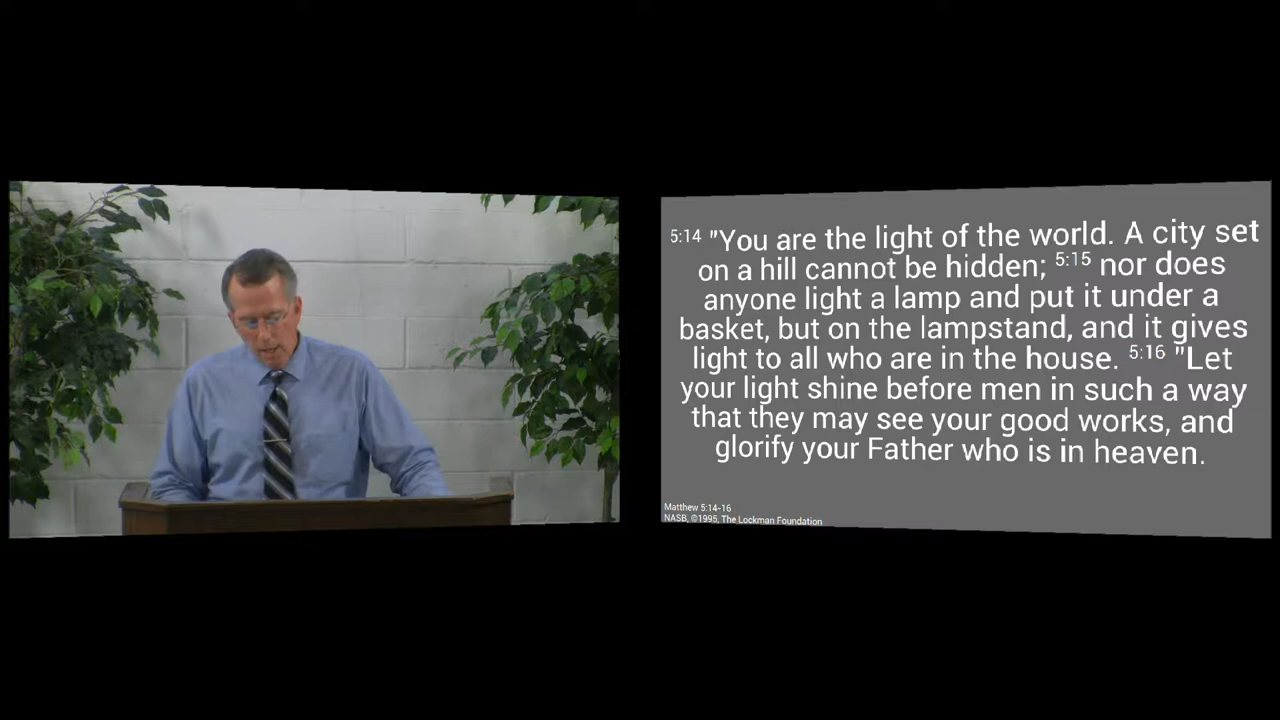 5:14 "You are the light of the world. A city set
on a hill cannot be hidden; 5:15 nor does
anyone light a lamp and put it under a
basket, but on the lampstand, and it gives
light to all who are in the house. 5:16 "Let
your light shine before men in such a way
that they may see your good works, and
glorify your Father who is in heaven.
Matthew 5:14-16
NASB, ©1995, The Lockman Foundation